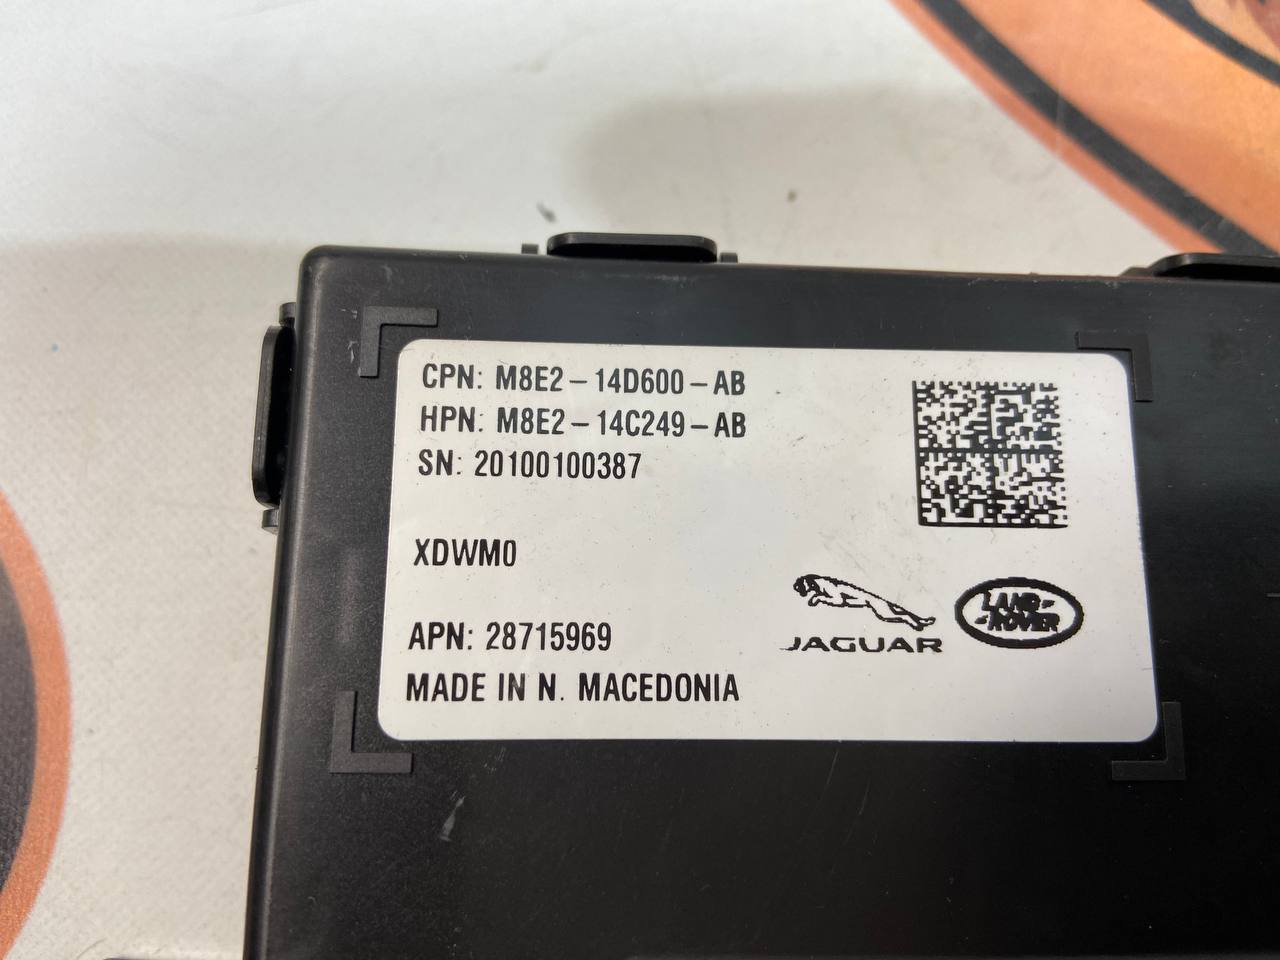 CPN: M8E2-14D600-AB
HPN: M8E2-14C249-AB
SN: 20100100387
XDWM0
APN: 28715969
MADE IN N. MACEDONIA
JAGUAR
LAND-
-ROVER